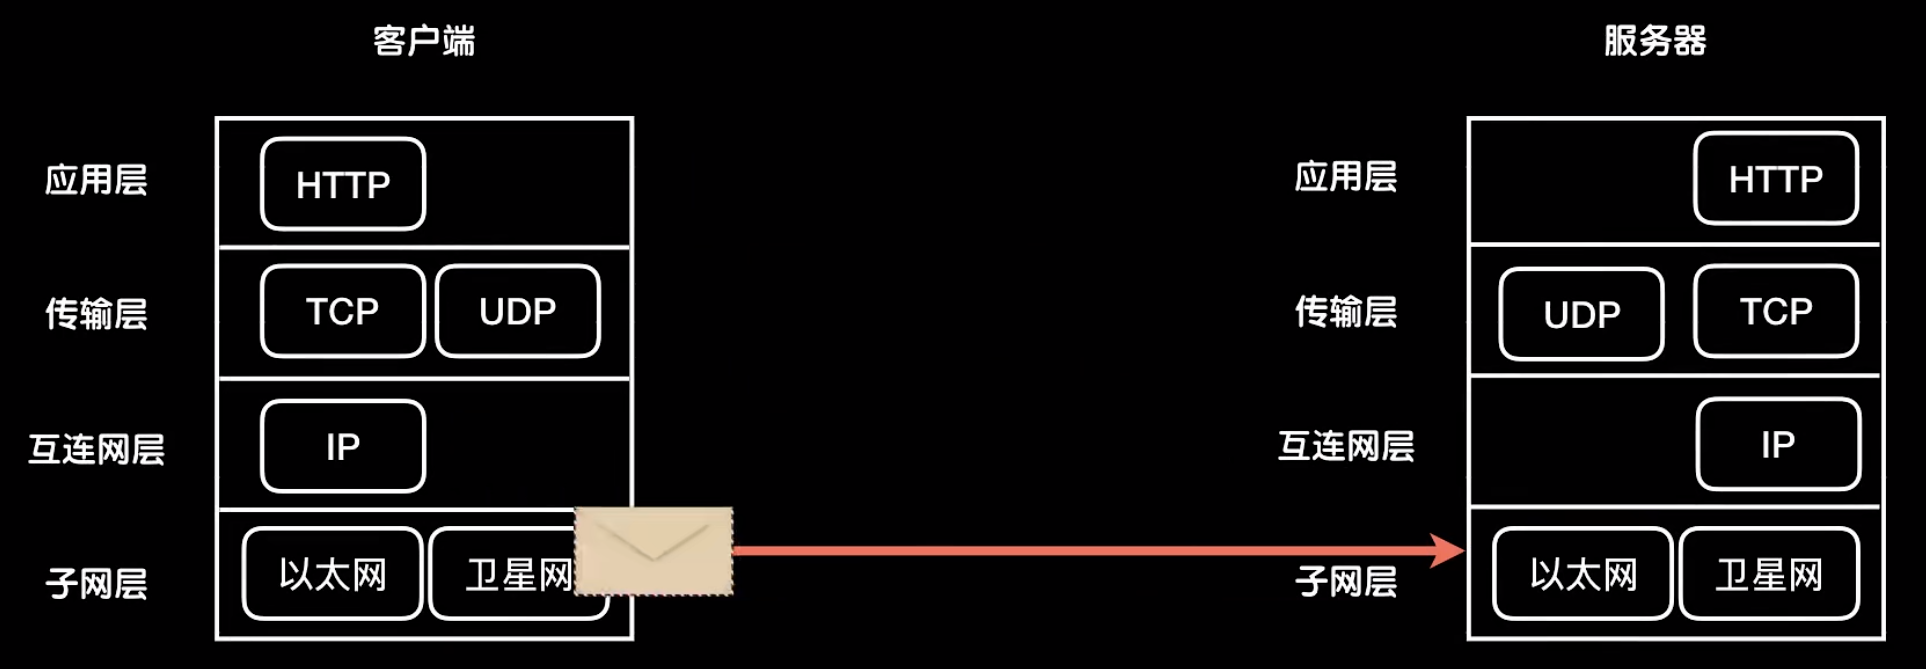 客户端
服务器
应用层
HTTP
应用层
HTTP
传输层
TCP
UDP
传输层
UDP
TCP
互连网层
IP
互连网层
IP
子网层
以太网
卫星网
子网层
以太网
卫星网